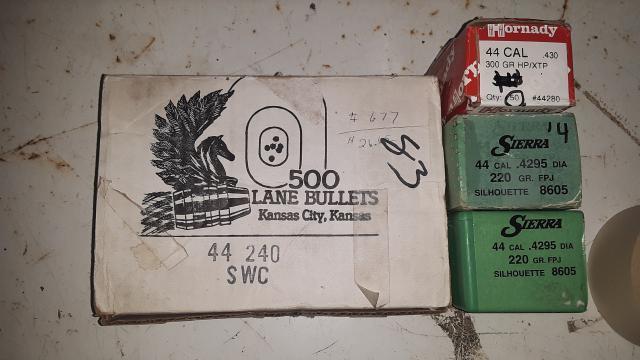 # 677
83
500
LANE BULLETS
Kansas City, Kansas
44 240
SWC
Hornady
44 CAL .430
300 GR HP/XTP
Qty. 50 #44280
'4
SIERRA
44 CAL .4295 DIA
220 GR. FPJ
SILHOUETTE 8605
SIERRA
44 CAL .4295 DIA
220 GR. FPJ
SILHOUETTE 8605